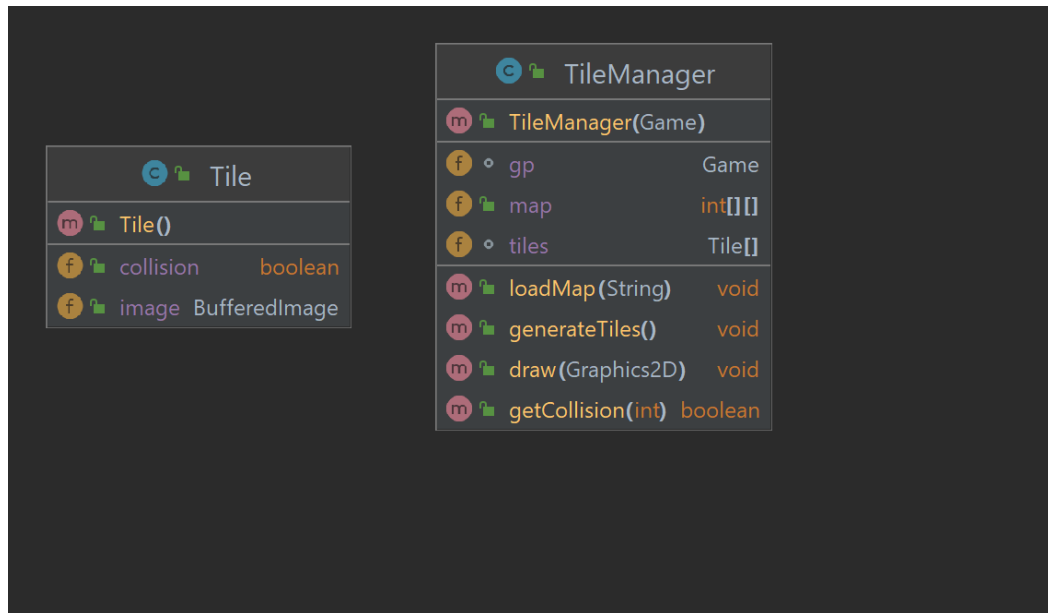 Tile
Tile()
collision boolean
image BufferedImage
TileManager
TileManager(Game)
gp Game
map int[][]
tiles Tile[]
loadMap(String) void
generateTiles() void
draw(Graphics2D) void
getCollision(int) boolean